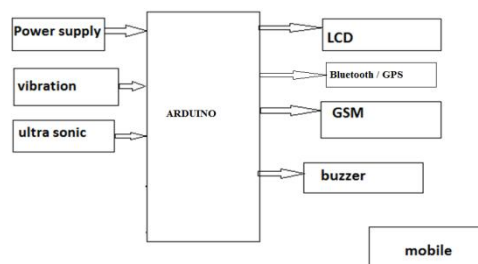 Power supply
vibration
ultra sonic
ARDUINO
LCD
Bluetooth / GPS
GSM
buzzer
mobile